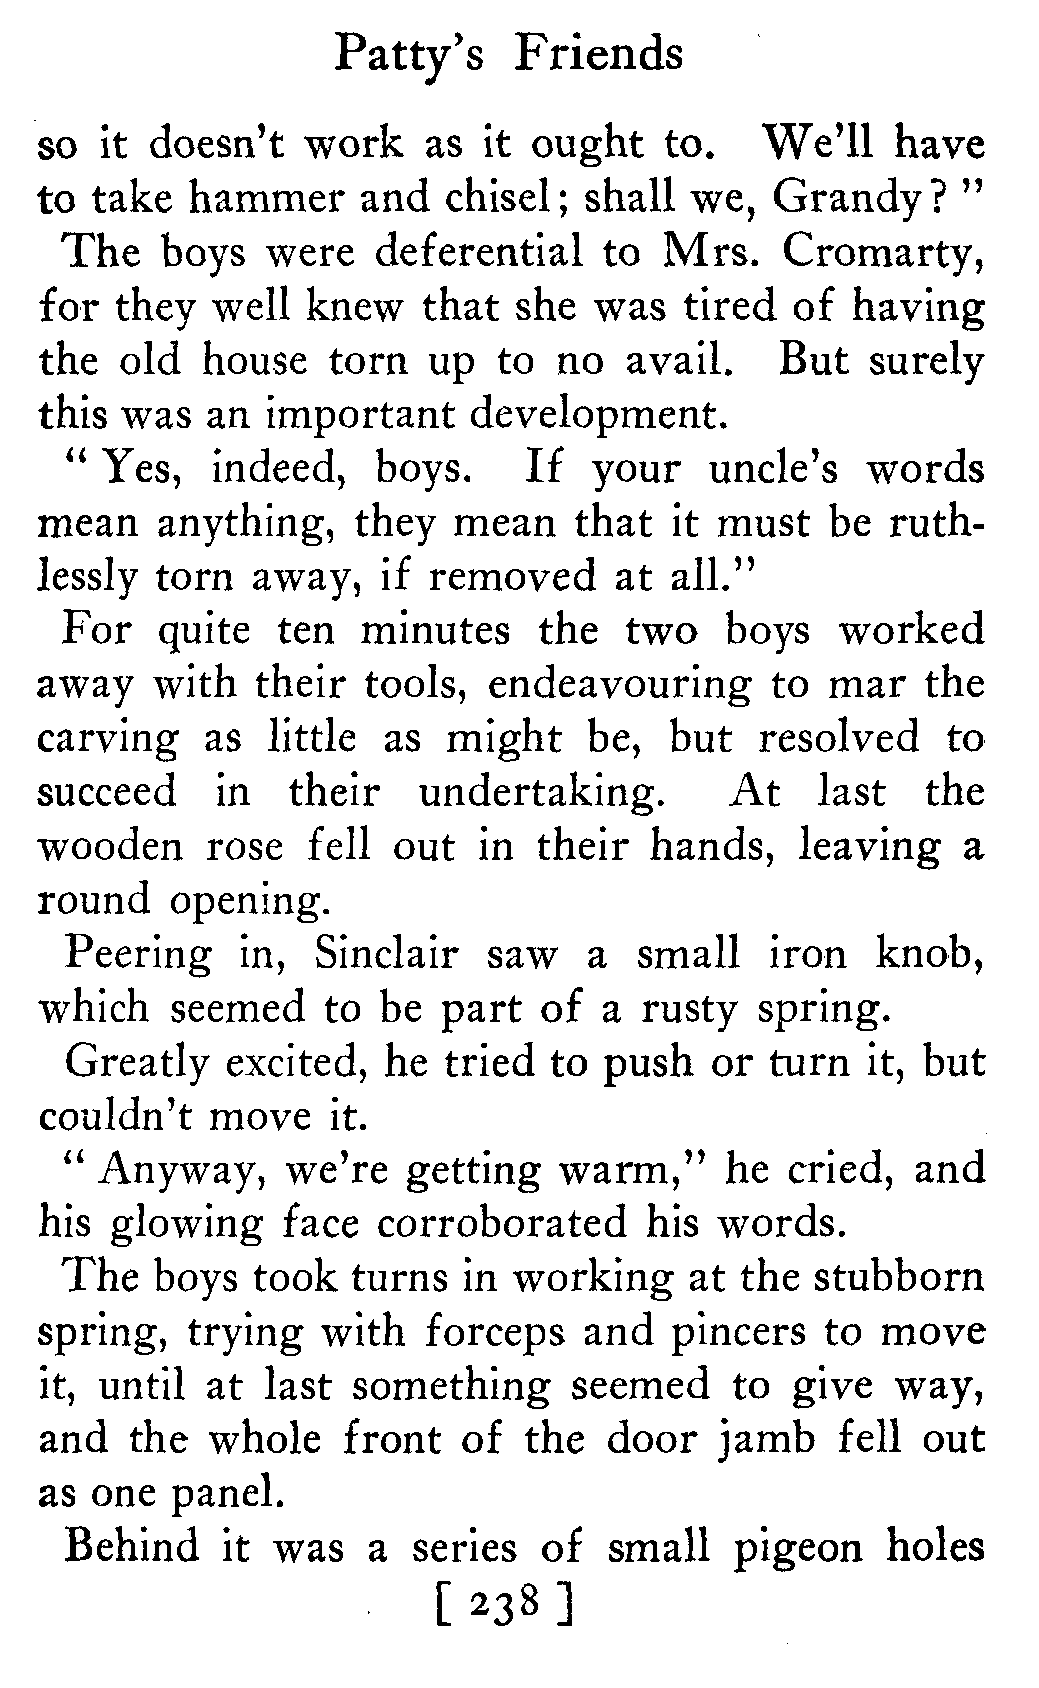 Patty's Friends
so it doesn't work as it ought to. We'll have
to take hammer and chisel; shall we, Grandy?"
The boys were deferential to Mrs. Cromarty,
for they well knew that she was tired of having
the old house torn up to no avail. But surely
this was an important development.
"Yes, indeed, boys. If your uncle's words
mean anything, they mean that it must be ruth-
lessly torn away, if removed at all."
For quite ten minutes the two boys worked
away with their tools, endeavouring to mar the
carving as little as might be, but resolved to
succeed in their undertaking. At last the
wooden rose fell out in their hands, leaving a
round opening.
Peering in, Sinclair saw a small iron knob,
which seemed to be part of a rusty spring.
Greatly excited, he tried to push or turn it, but
couldn't move it.
"Anyway, we're getting warm," he cried, and
his glowing face corroborated his words.
The boys took turns in working at the stubborn
spring, trying with forceps and pincers to move
it, until at last something seemed to give way,
and the whole front of the door jamb fell out
as one panel.
Behind it was a series of small pigeon holes
[ 238 ]